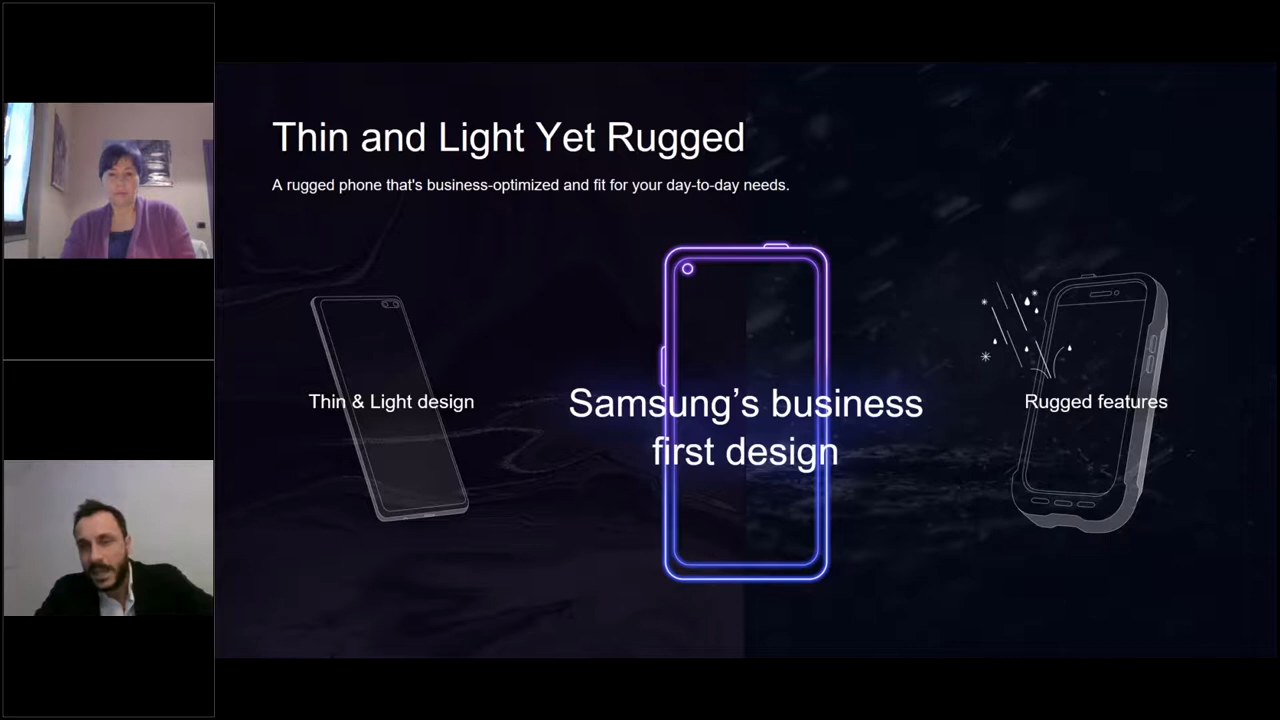 Thin and Light Yet Rugged
A rugged phone that's business-optimized and fit for your day-to-day needs.
Thin & Light design
Samsung’s business
first design
Rugged features